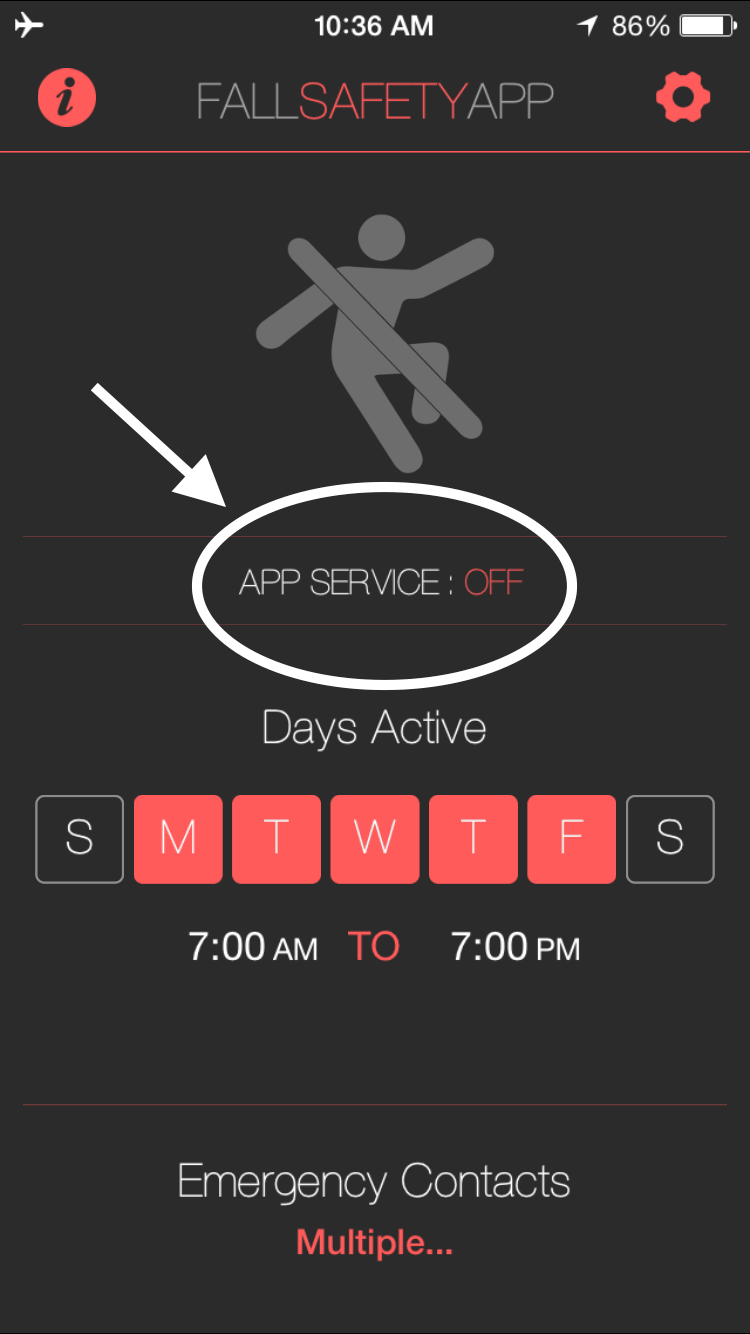 10:36 AM 86%
FALLSAFETYAPP
APP SERVICE : OFF
Days Active
S M T W T F S
7:00 AM TO 7:00 PM
Emergency Contacts
Multiple...